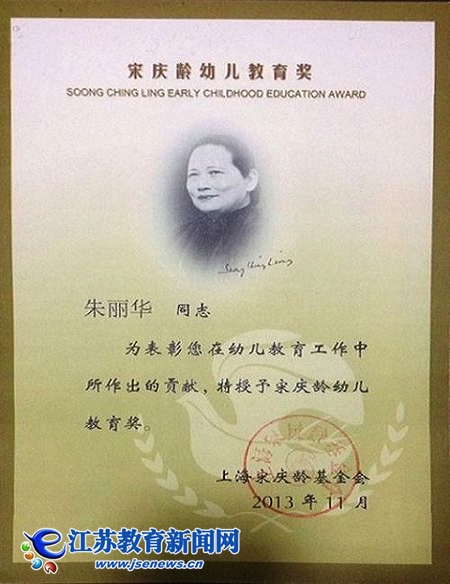 宋庆龄幼儿教育奖
SOONG CHING LING EARLY CHILDHOOD EDUCATION AWARD
Soong Ching Ling
朱丽华 同志
为表彰您在幼儿教育工作中
所作出的贡献，特授予宋庆龄幼儿
教育奖。
上海宋庆龄基金会
2013 年 11 月
江苏教育新闻网
www.jsenews.cn